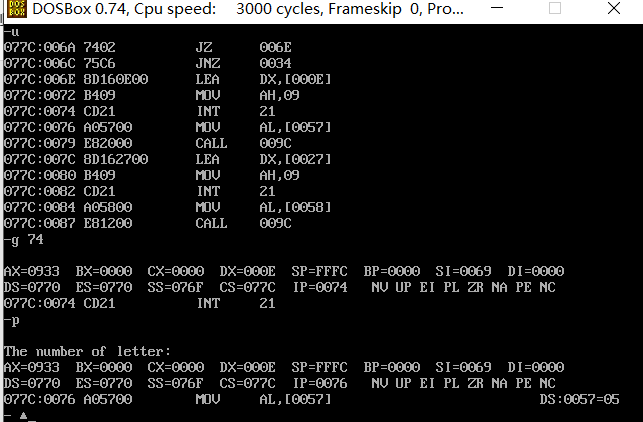 DOS BOX DOSBox 0.74, Cpu speed: 3000 cycles, Frameskip 0, Pro...
-u
077C:006A 7402 JZ 006E
077C:006C 75C6 JNZ 0034
077C:006E 8D160E00 LEA DX,[000E]
077C:0072 B409 MOV AH,09
077C:0074 CD21 INT 21
077C:0076 A05700 MOV AL,[0057]
077C:0079 E82000 CALL 009C
077C:007C 8D162700 LEA DX,[0027]
077C:0080 B409 MOV AH,09
077C:0082 CD21 INT 21
077C:0084 A05800 MOV AL,[0058]
077C:0087 E81200 CALL 009C
-g 74
AX=0933 BX=0000 CX=0000 DX=000E SP=FFFC BP=0000 SI=0069 DI=0000
DS=0770 ES=0770 SS=076F CS=077C IP=0074 NV UP EI PL ZR NA PE NC
077C:0074 CD21 INT 21
-p
The number of letter:
AX=0933 BX=0000 CX=0000 DX=000E SP=FFFC BP=0000 SI=0069 DI=0000
DS=0770 ES=0770 SS=076F CS=077C IP=0076 NV UP EI PL ZR NA PE NC
077C:0076 A05700 MOV AL,[0057] DS:0057=05
- ▲_